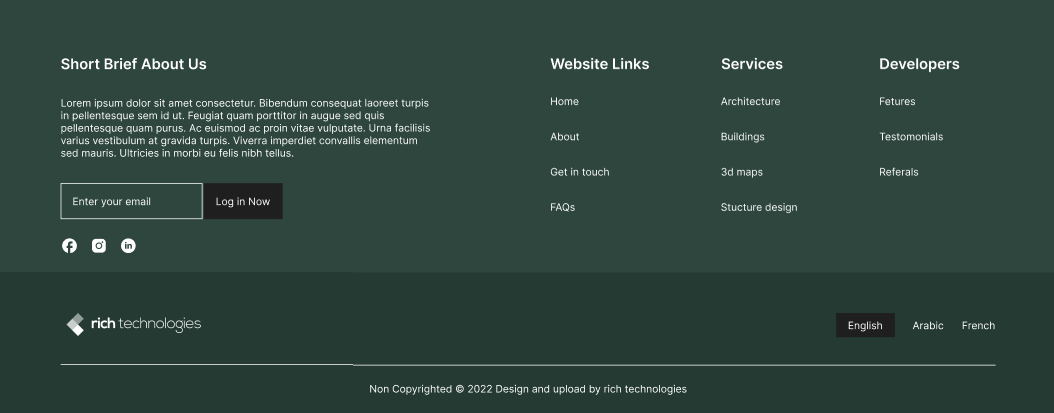 Short Brief About Us
Lorem ipsum dolor sit amet consectetur. Bibendum consequat laoreet turpis
in pellentesque sem id ut. Feugiat quam porttitor in augue sed quis
pellentesque quam purus. Ac euismod ac proin vitae vulputate. Urna facilisis
varius vestibulum at gravida turpis. Viverra imperdiet convallis elementum
sed mauris. Ultricies in morbi eu felis nibh tellus.
Enter your email
Log in Now
Website Links
Home
About
Get in touch
FAQs
Services
Architecture
Buildings
3d maps
Stucture design
Developers
Fetures
Testomonials
Referals
rich technologies
English
Arabic
French
Non Copyrighted © 2022 Design and upload by rich technologies